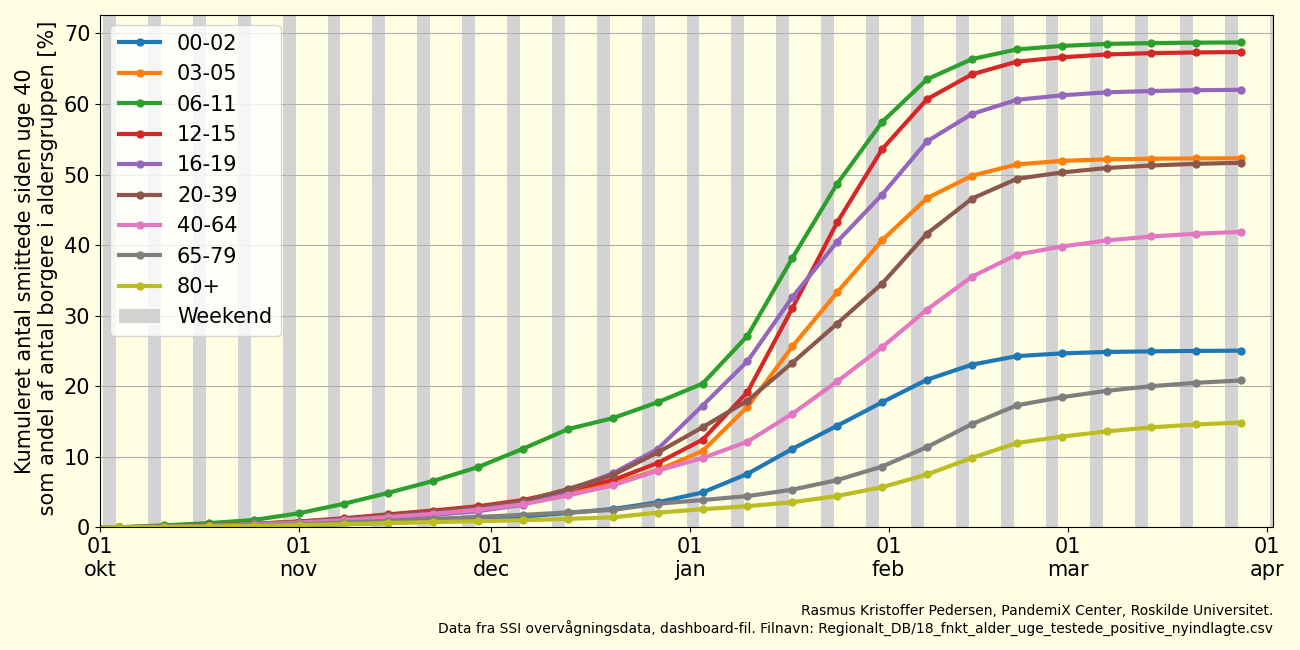 Kumuleret antal smittede siden uge 40
som andel af antal borgere i aldersgruppen [%]
70
60
50
40
30
20
10
0
00-02
03-05
06-11
12-15
16-19
20-39
40-64
65-79
80+
Weekend
01 01 01 01 01 01 01
okt nov dec jan feb mar apr
Rasmus Kristoffer Pedersen, PandemiX Center, Roskilde Universitet.
Data fra SSI overvågningsdata, dashboard-fil. Filnavn: Regionalt_DB/18_fnkt_alder_uge_testede_positive_nyindlagte.csv